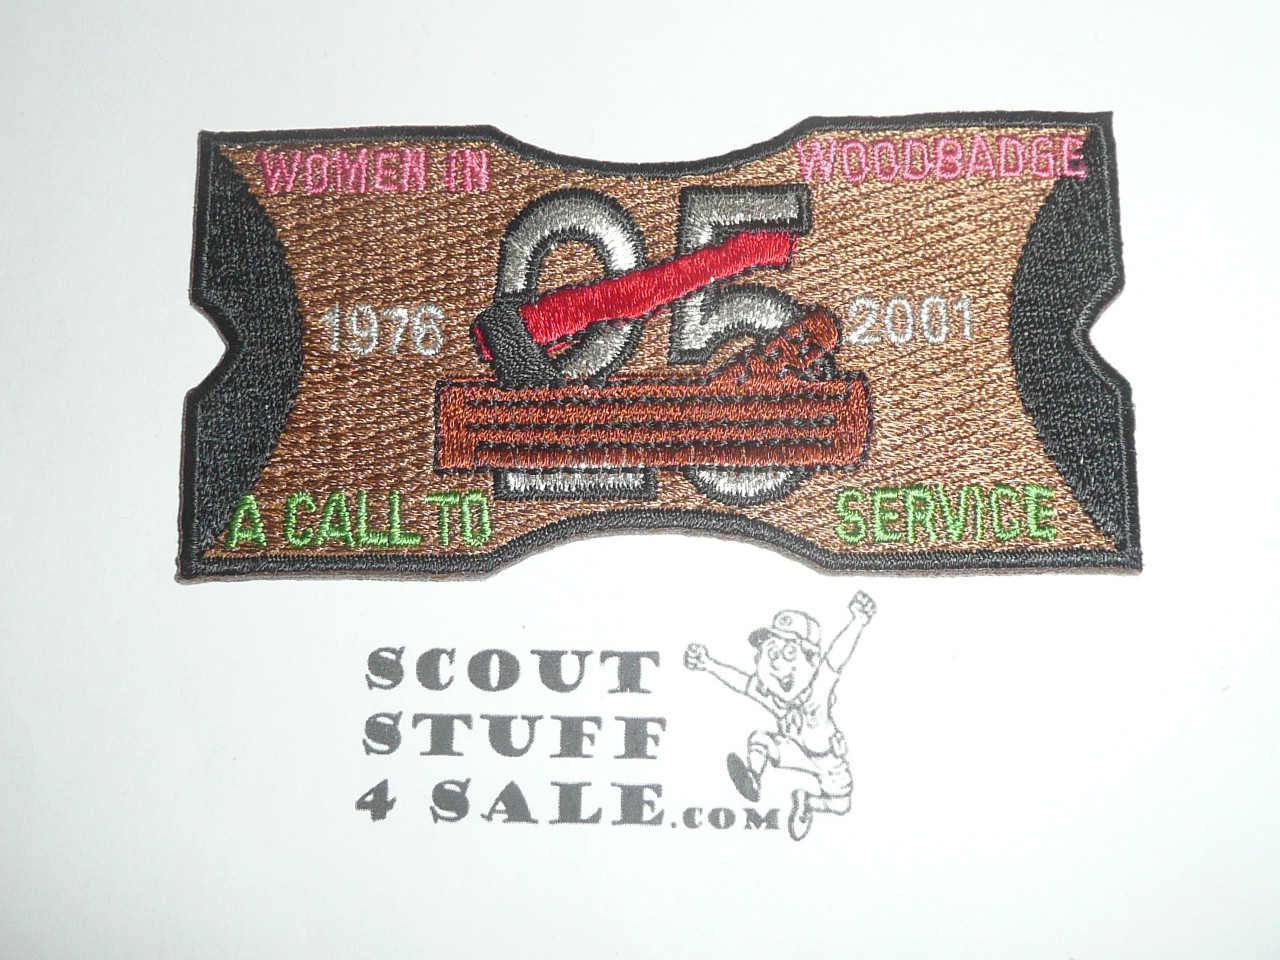 WOMEN IN WOODBADGE
25
1976 2001
A CALL TO SERVICE
SCOUT
STUFF
4 SALE.COM